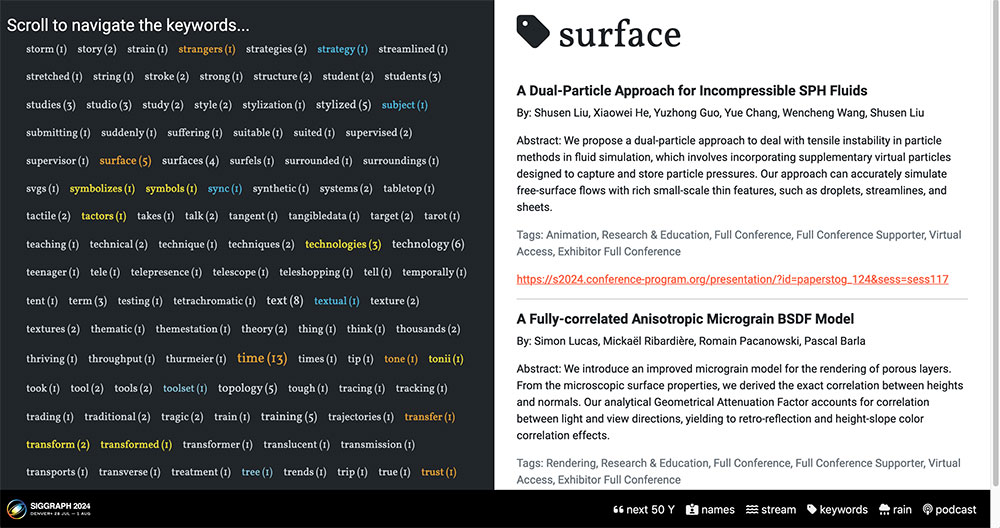 Scroll to navigate the keywords...
storm (1) story (2) strain (1) strangers (1) strategies (2) strategy (1) streamlined (1)
stretched (1) string (1) stroke (2) strong (1) structure (2) student (2) students (3)
studies (3) studio (3) study (2) style (2) stylization (1) stylized (5) subject (1)
submitting (1) suddenly (1) suffering (1) suitable (1) suited (1) supervised (2)
supervisor (1) surface (5) surfaces (4) surfels (1) surrounded (1) surroundings (1)
svgs (1) symbolizes (1) symbols (1) sync (1) synthetic (1) systems (2) tabletop (1)
tactile (2) tactors (1) takes (1) talk (2) tangent (1) tangibledata (1) target (2) tarot (1)
teaching (1) technical (2) technique (1) techniques (2) technologies (3) technology (6)
teenager (1) tele (1) telepresence (1) telescope (1) teleshopping (1) tell (1) temporally (1)
tent (1) term (3) testing (1) tetrachromatic (1) text (8) textual (1) texture (2)
textures (2) thematic (1) themestation (1) theory (2) thing (1) think (1) thousands (2)
thriving (1) throughput (1) thurmeier (1) time (13) times (1) tip (1) tone (1) tonii (1)
took (1) tool (2) tools (2) toolset (1) topology (5) tough (1) tracing (1) tracking (1)
trading (1) traditional (2) tragic (2) train (1) training (5) trajectories (1) transfer (1)
transform (2) transformed (1) transformer (1) translucent (1) transmission (1)
transports (1) transverse (1) treatment (1) tree (1) trends (1) trip (1) true (1) trust (1)
surface
A Dual-Particle Approach for Incompressible SPH Fluids
By: Shusen Liu, Xiaowei He, Yuzhong Guo, Yue Chang, Wencheng Wang, Shusen Liu
Abstract: We propose a dual-particle approach to deal with tensile instability in particle
methods in fluid simulation, which involves incorporating supplementary virtual particles
designed to capture and store particle pressures. Our approach can accurately simulate
free-surface flows with rich small-scale thin features, such as droplets, streamlines, and
sheets.
Tags: Animation, Research & Education, Full Conference, Full Conference Supporter, Virtual
Access, Exhibitor Full Conference
https://s2024.conference-program.org/presentation/?id=paperstog_124&sess=sess117
A Fully-correlated Anisotropic Micrograin BSDF Model
By: Simon Lucas, Mickaël Ribardière, Romain Pacanowski, Pascal Barla
Abstract: We introduce an improved micrograin model for the rendering of porous layers.
From the microscopic surface properties, we derived the exact correlation between heights
and normals. Our analytical Geometrical Attenuation Factor accounts for correlation
between light and view directions, yielding to retro-reflection and height-slope color
correlation effects.
Tags: Rendering, Research & Education, Full Conference, Full Conference Supporter, Virtual
Access, Exhibitor Full Conference
SIGGRAPH 2024
DENVER+ 28 JUL — 1 AUG
next 50 Y names stream keywords rain podcast